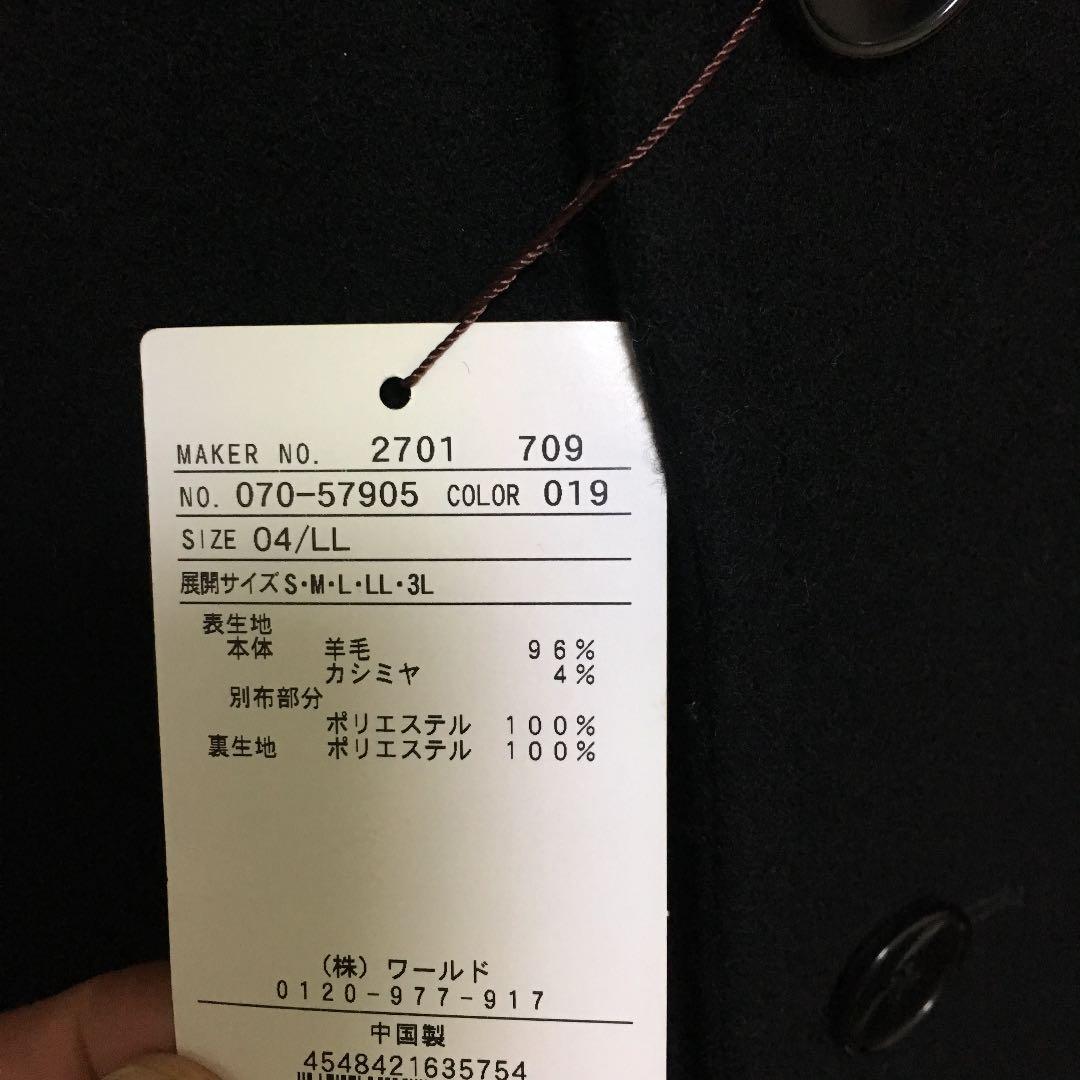 MAKER NO. 2701 709
NO. 070-57905 COLOR 019
SIZE 04/LL
展開サイズ S・M・L・LL・3L
表生地
本体 羊毛 96%
カシミヤ 4%
別布部分
ポリエステル 100%
裏生地 ポリエステル 100%
(株) ワールド
0120-977-917
中国製
4548421635754